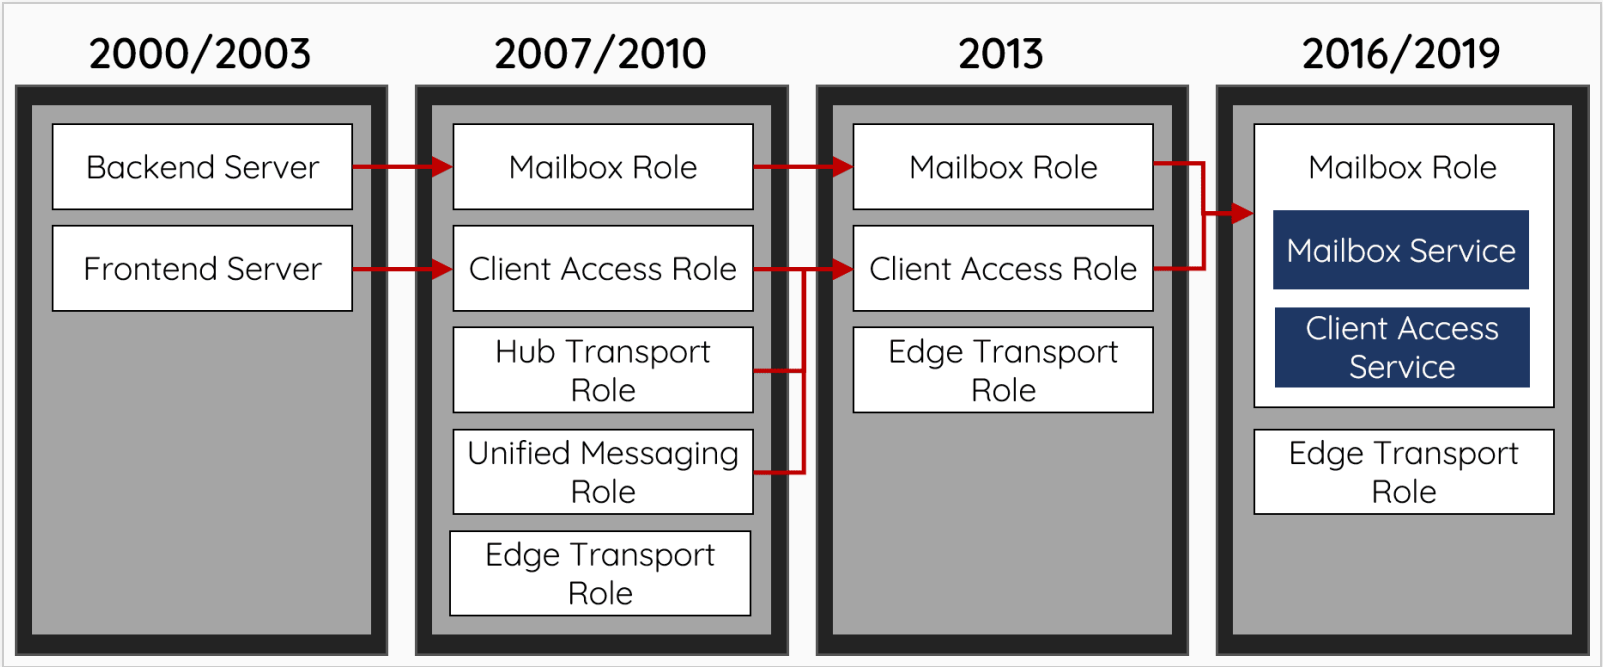 2000/2003
Backend Server
Frontend Server
2007/2010
Mailbox Role
Client Access Role
Hub Transport
Role
Unified Messaging
Role
Edge Transport
Role
2013
Mailbox Role
Client Access Role
Edge Transport
Role
2016/2019
Mailbox Role
Mailbox Service
Client Access
Service
Edge Transport
Role